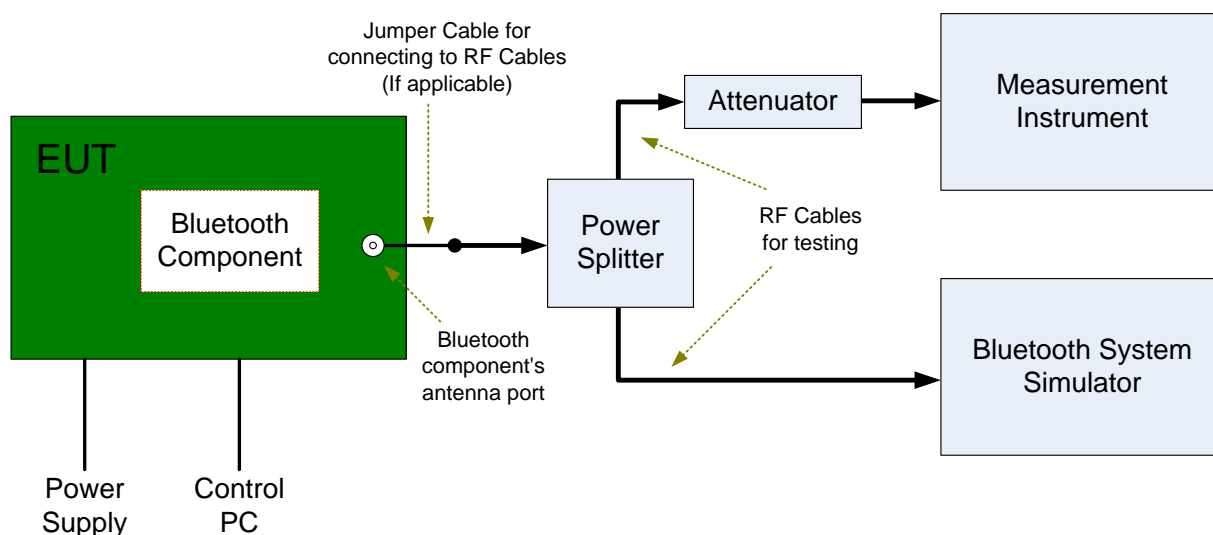 Jumper Cable for
connecting to RF Cables
(If applicable)
EUT
Bluetooth
Component
Bluetooth
component's
antenna port
Power
Supply
Control
PC
Power
Splitter
Attenuator
RF Cables
for testing
Measurement
Instrument
Bluetooth System
Simulator